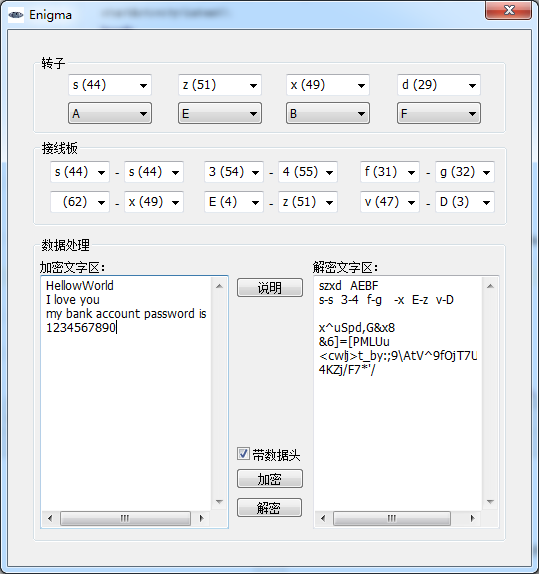 Enigma
转子
s (44) z (51) x (49) d (29)
A E B F
接线板
s (44) - s (44) 3 (54) - 4 (55) f (31) - g (32)
(62) - x (49) E (4) - z (51) v (47) - D (3)
数据处理
加密文字区：
HellowWorld
I love you
my bank account password is
1234567890
说明
带数据头
加密
解密
解密文字区：
szxd AEBF
s-s 3-4 f-g -x E-z v-D
x^uSpd,G&x8
&6]=[PMLUu
<cwlj>t_by:;9\AtV^9fOjT7U
4KZj/F7*'/